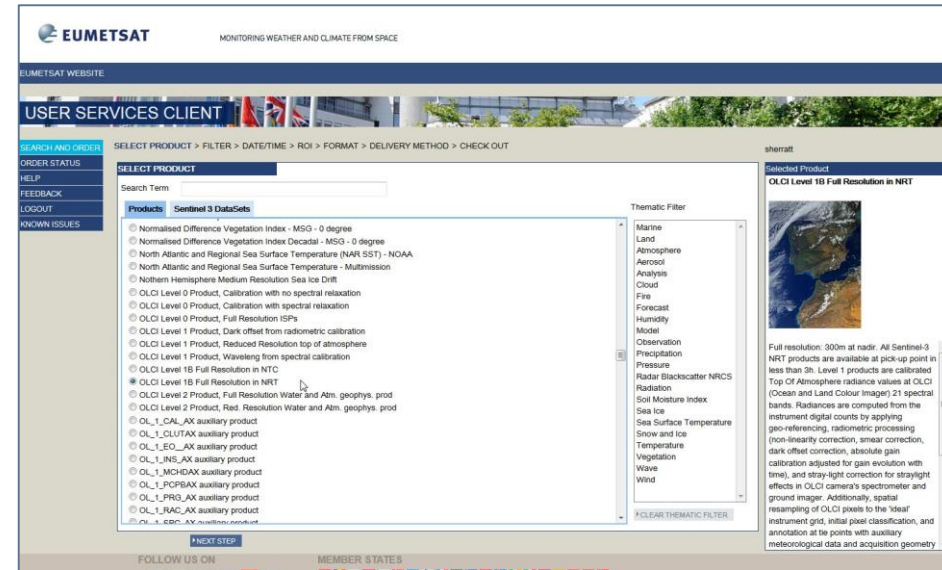 EUMETSAT
MONITORING WEATHER AND CLIMATE FROM SPACE
EUMETSAT WEBSITE
USER SERVICES CLIENT
SEARCH AND ORDER
ORDER STATUS
HELP
FEEDBACK
LOGOUT
KNOWN ISSUES
SELECT PRODUCT > FILTER > DATE/TIME > ROI > FORMAT > DELIVERY METHOD > CHECK OUT
sherratt
SELECT PRODUCT
Search Term
Products Sentinel 3 DataSets
Normalised Difference Vegetation Index - MSG - 0 degree
Normalised Difference Vegetation Index Decadal - MSG - 0 degree
North Atlantic and Regional Sea Surface Temperature (NAR SST) - NOAA
North Atlantic and Regional Sea Surface Temperature - Multimission
Nothern Hemisphere Medium Resolution Sea Ice Drift
OLCI Level 0 Product, Calibration with no spectral relaxation
OLCI Level 0 Product, Calibration with spectral relaxation
OLCI Level 0 Product, Full Resolution ISPs
OLCI Level 1 Product, Dark offset from radiometric calibration
OLCI Level 1 Product, Reduced Resolution top of atmosphere
OLCI Level 1 Product, Waveleng from spectral calibration
OLCI Level 1B Full Resolution in NTC
OLCI Level 1B Full Resolution in NRT
OLCI Level 2 Product, Full Resolution Water and Atm. geophys. prod
OLCI Level 2 Product, Red. Resolution Water and Atm. geophys. prod
OL_1_CAL_AX auxiliary product
OL_1_CLUTAX auxiliary product
OL_1_EO__AX auxiliary product
OL_1_INS_AX auxiliary product
OL_1_MCHDAX auxiliary product
OL_1_PCPBAX auxiliary product
OL_1_PRG_AX auxiliary product
OL_1_RAC_AX auxiliary product
OL_1_SPC_AX auxiliary product
Thematic Filter
Marine
Land
Atmosphere
Aerosol
Analysis
Cloud
Fire
Forecast
Humidity
Model
Observation
Precipitation
Pressure
Radar Blackscatter NRCS
Radiation
Soil Moisture Index
Sea Ice
Sea Surface Temperature
Snow and Ice
Temperature
Vegetation
Wave
Wind
CLEAR THEMATIC FILTER
NEXT STEP
Selected Product
OLCI Level 1B Full Resolution in NRT
Full resolution: 300m at nadir. All Sentinel-3
NRT products are available at pick-up point in
less than 3h. Level 1 products are calibrated
Top Of Atmosphere radiance values at OLCI
(Ocean and Land Colour Imager) 21 spectral
bands. Radiances are computed from the
instrument digital counts by applying
geo-referencing, radiometric processing
(non-linearity correction, smear correction,
dark offset correction, absolute gain
calibration adjusted for gain evolution with
time), and stray-light correction for straylight
effects in OLCI camera's spectrometer and
ground imager. Additionally, spatial
resampling of OLCI pixels to the 'ideal'
instrument grid, initial pixel classification, and
annotation at tie points with auxiliary
meteorological data and acquisition geometry
FOLLOW US ON
MEMBER STATES